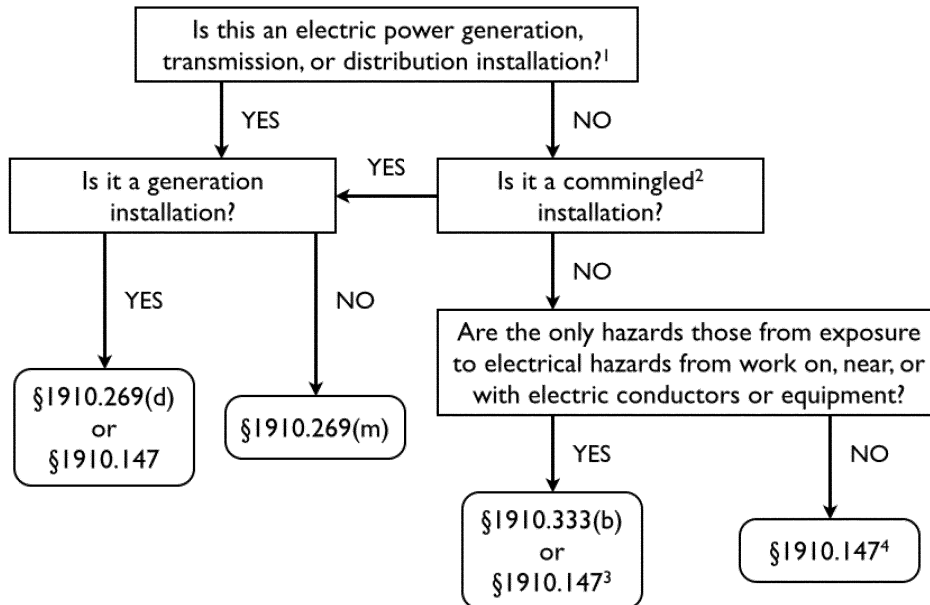 Is this an electric power generation,
transmission, or distribution installation?¹
YES
NO
Is it a generation
installation?
YES
Is it a commingled²
installation?
YES
NO
NO
Are the only hazards those from exposure
to electrical hazards from work on, near, or
with electric conductors or equipment?
§1910.269(d)
or
§1910.147
§1910.269(m)
YES
NO
§1910.333(b)
or
§1910.147³
§1910.147⁴